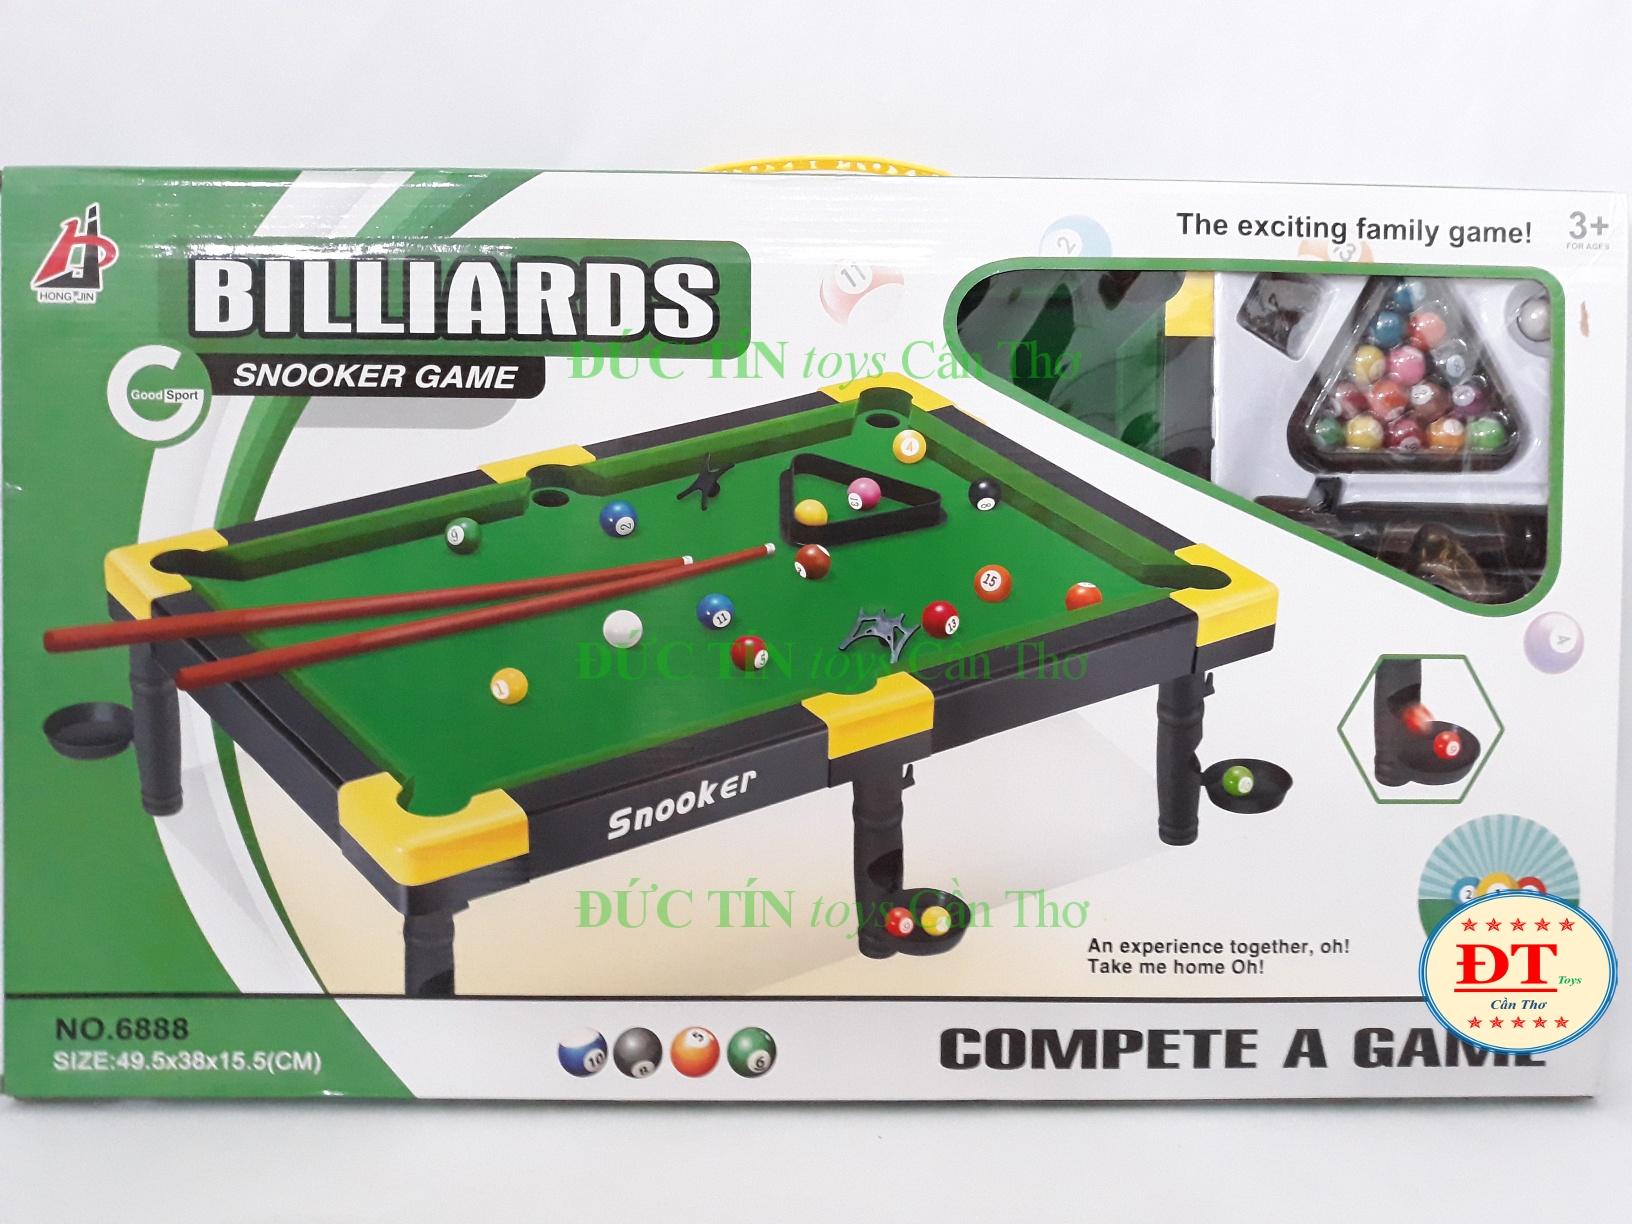 The exciting family game!
3+
FOR AGES
HONG JIN
BILLIARDS
SNOOKER GAME
Good Sport
ĐỨC TÍN toys Cần Thơ
ĐỨC TÍN toys Cần Thơ
Snooker
ĐỨC TÍN toys Cần Thơ
An experience together, oh!
Take me home Oh!
ĐT Toys
Cần Thơ
NO.6888
SIZE:49.5x38x15.5(CM)
COMPETE A GAME